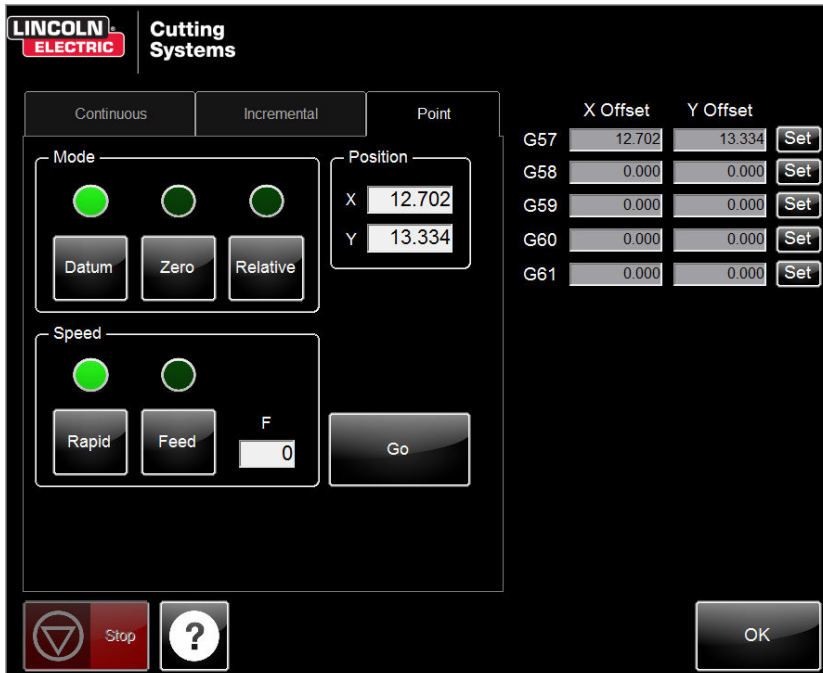 LINCOLN
ELECTRIC
Cutting
Systems
Continuous Incremental Point
Mode
Datum Zero Relative
Position
X 12.702
Y 13.334
Speed
Rapid Feed
F
0
Go
X Offset Y Offset
G57 12.702 13.334 Set
G58 0.000 0.000 Set
G59 0.000 0.000 Set
G60 0.000 0.000 Set
G61 0.000 0.000 Set
Stop
?
OK